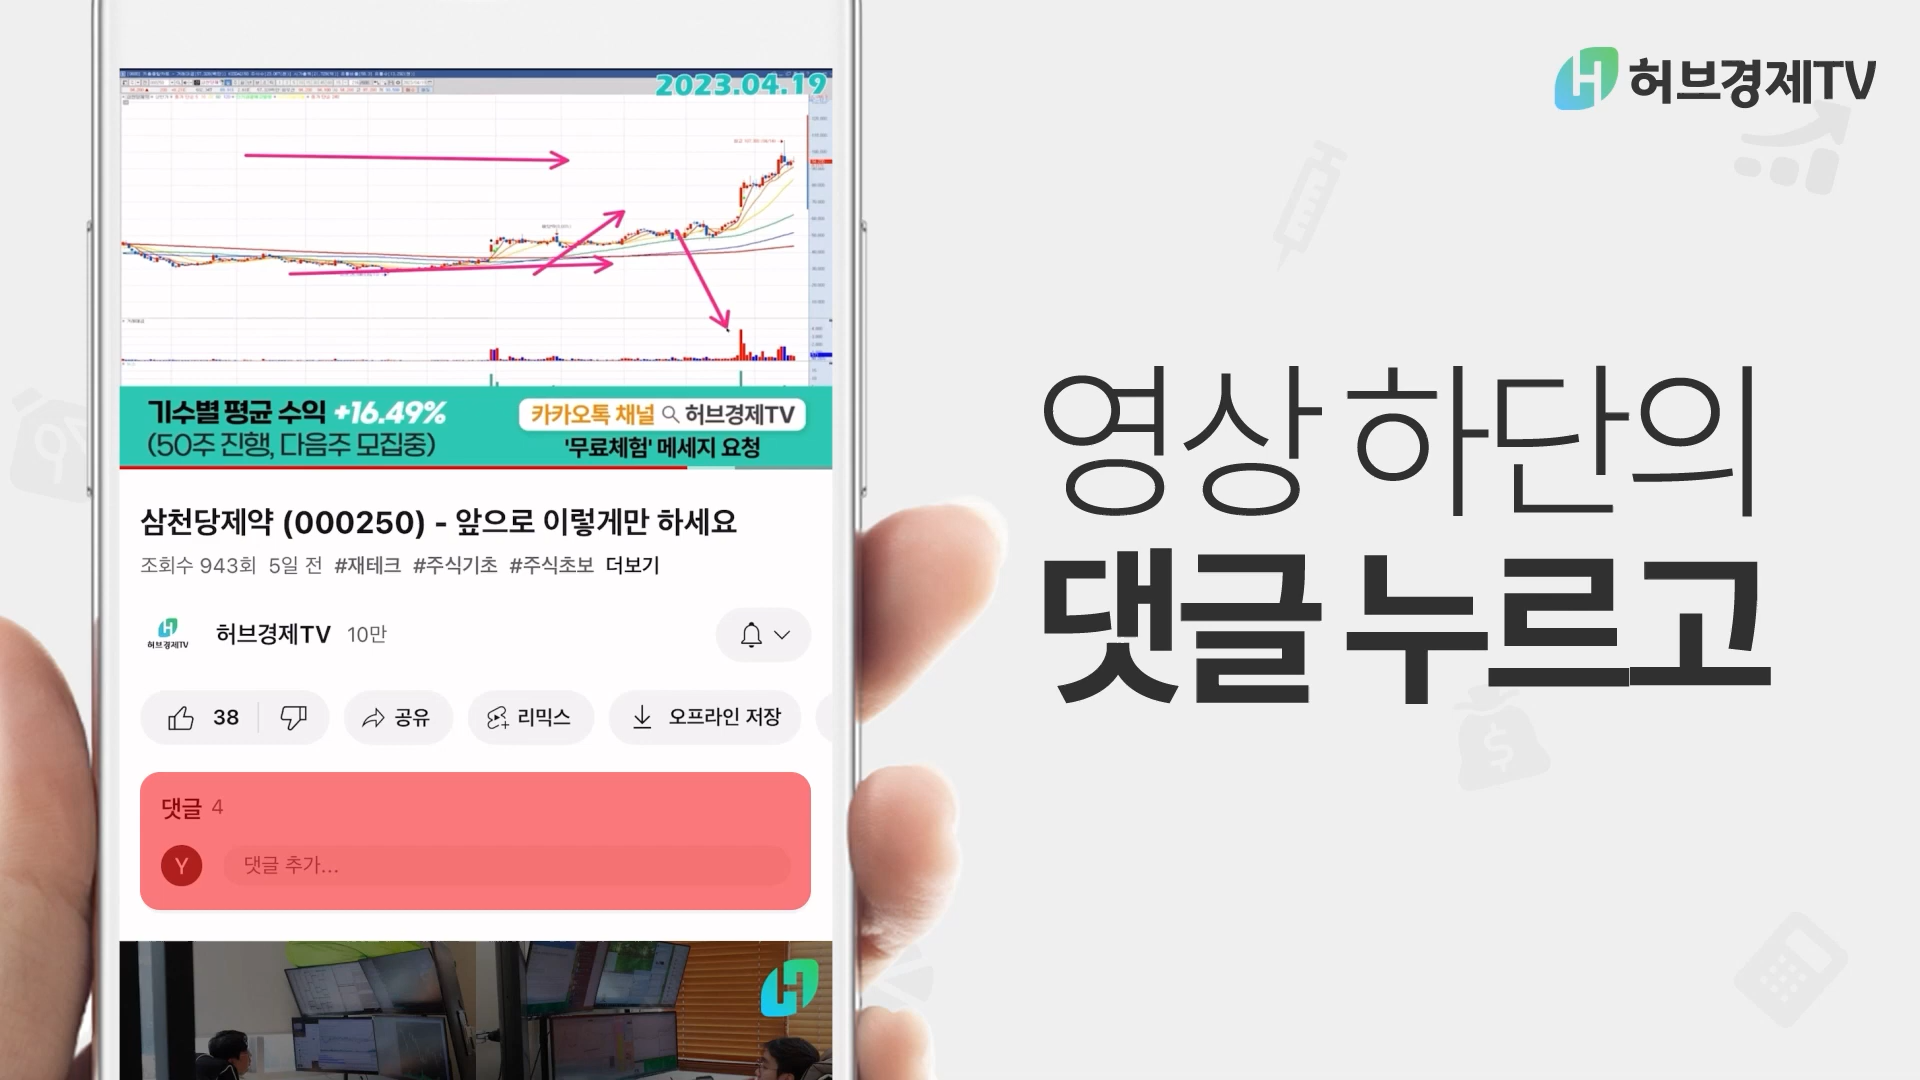 2023.04.19
허브경제TV
기수별 평균 수익 +16.49%
(50주 진행, 다음주 모집중)
카카오톡 채널 허브경제TV
'무료체험' 메세지 요청
삼천당제약 (000250) - 앞으로 이렇게만 하세요
조회수 943회 5일 전 #재테크 #주식기초 #주식초보 더보기
허브경제TV
허브경제TV 10만
38
공유
리믹스
오프라인 저장
댓글 4
Y
댓글 추가...
영상 하단의
댓글 누르고